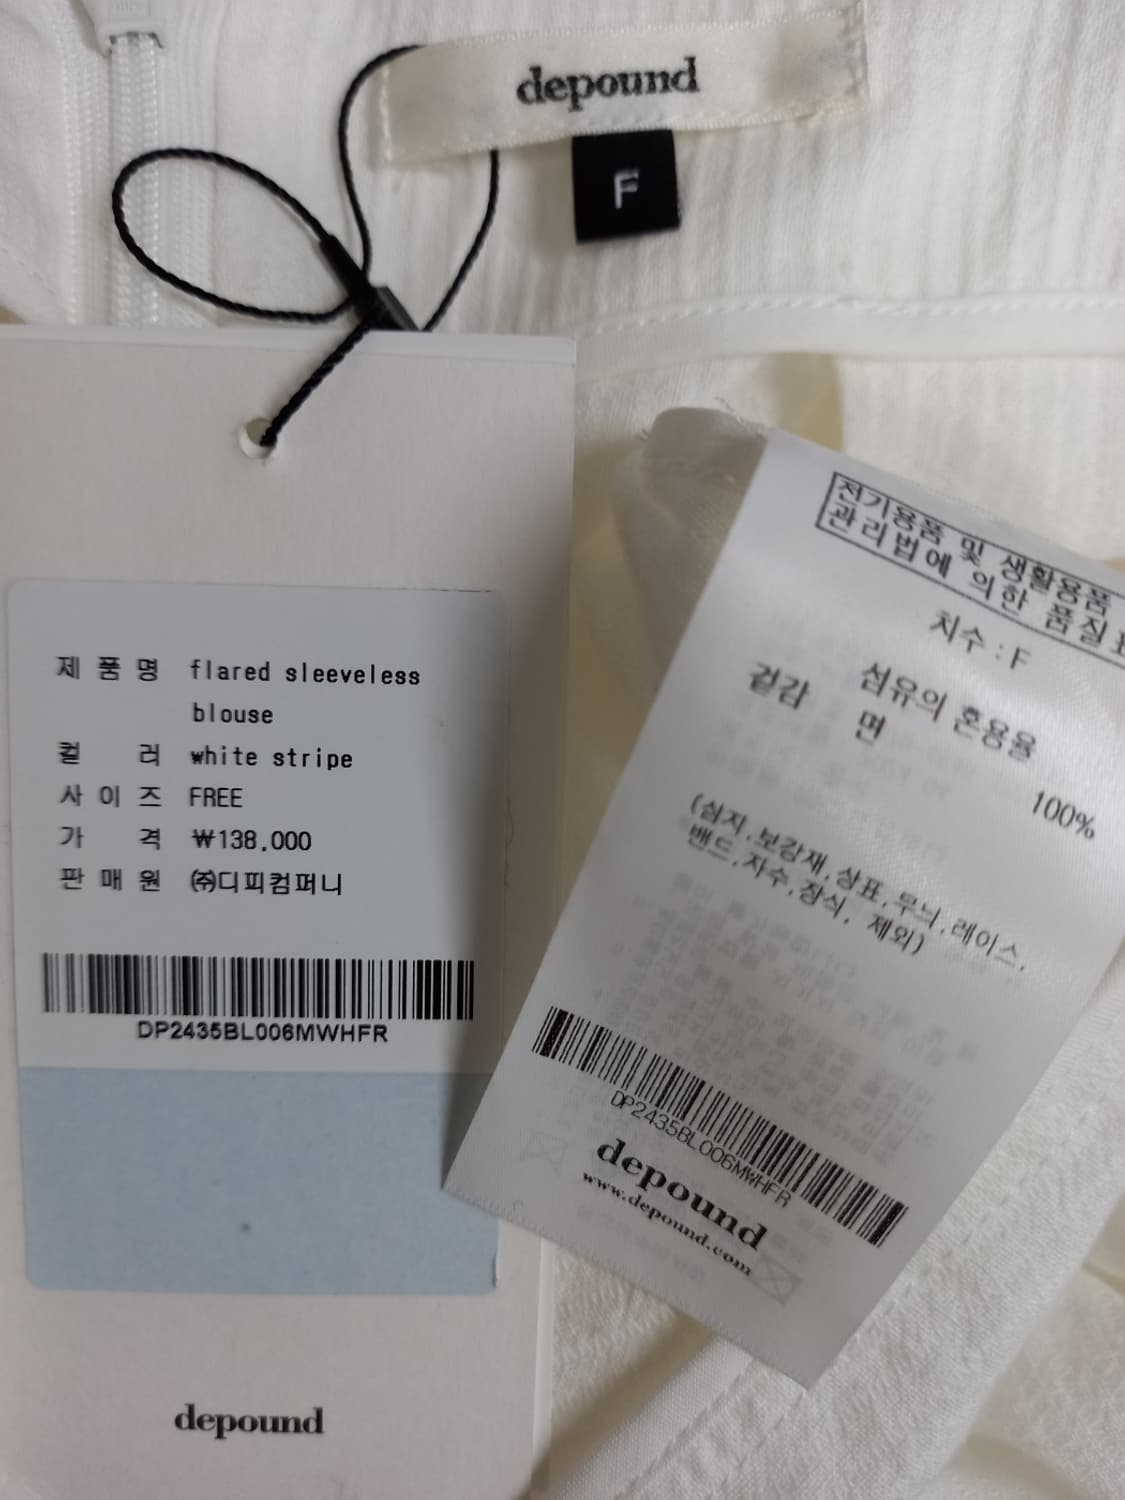 depound
F
제품명 flared sleeveless
blouse
컬 러 white stripe
사이즈 FREE
가 격 ₩138,000
판매원 ㈜디피컴퍼니
DP2435BL006MWHFR
depound
전기용품 및 생활용품
관리법에 의한 품질표
치수 : F
섬유의 혼용율
겉감 면
100%
(심지,보강재,상표,무늬,레이스,
밴드,자수,장식, 제외)
DP2435BL006MWHFR
depound
www.depound.com